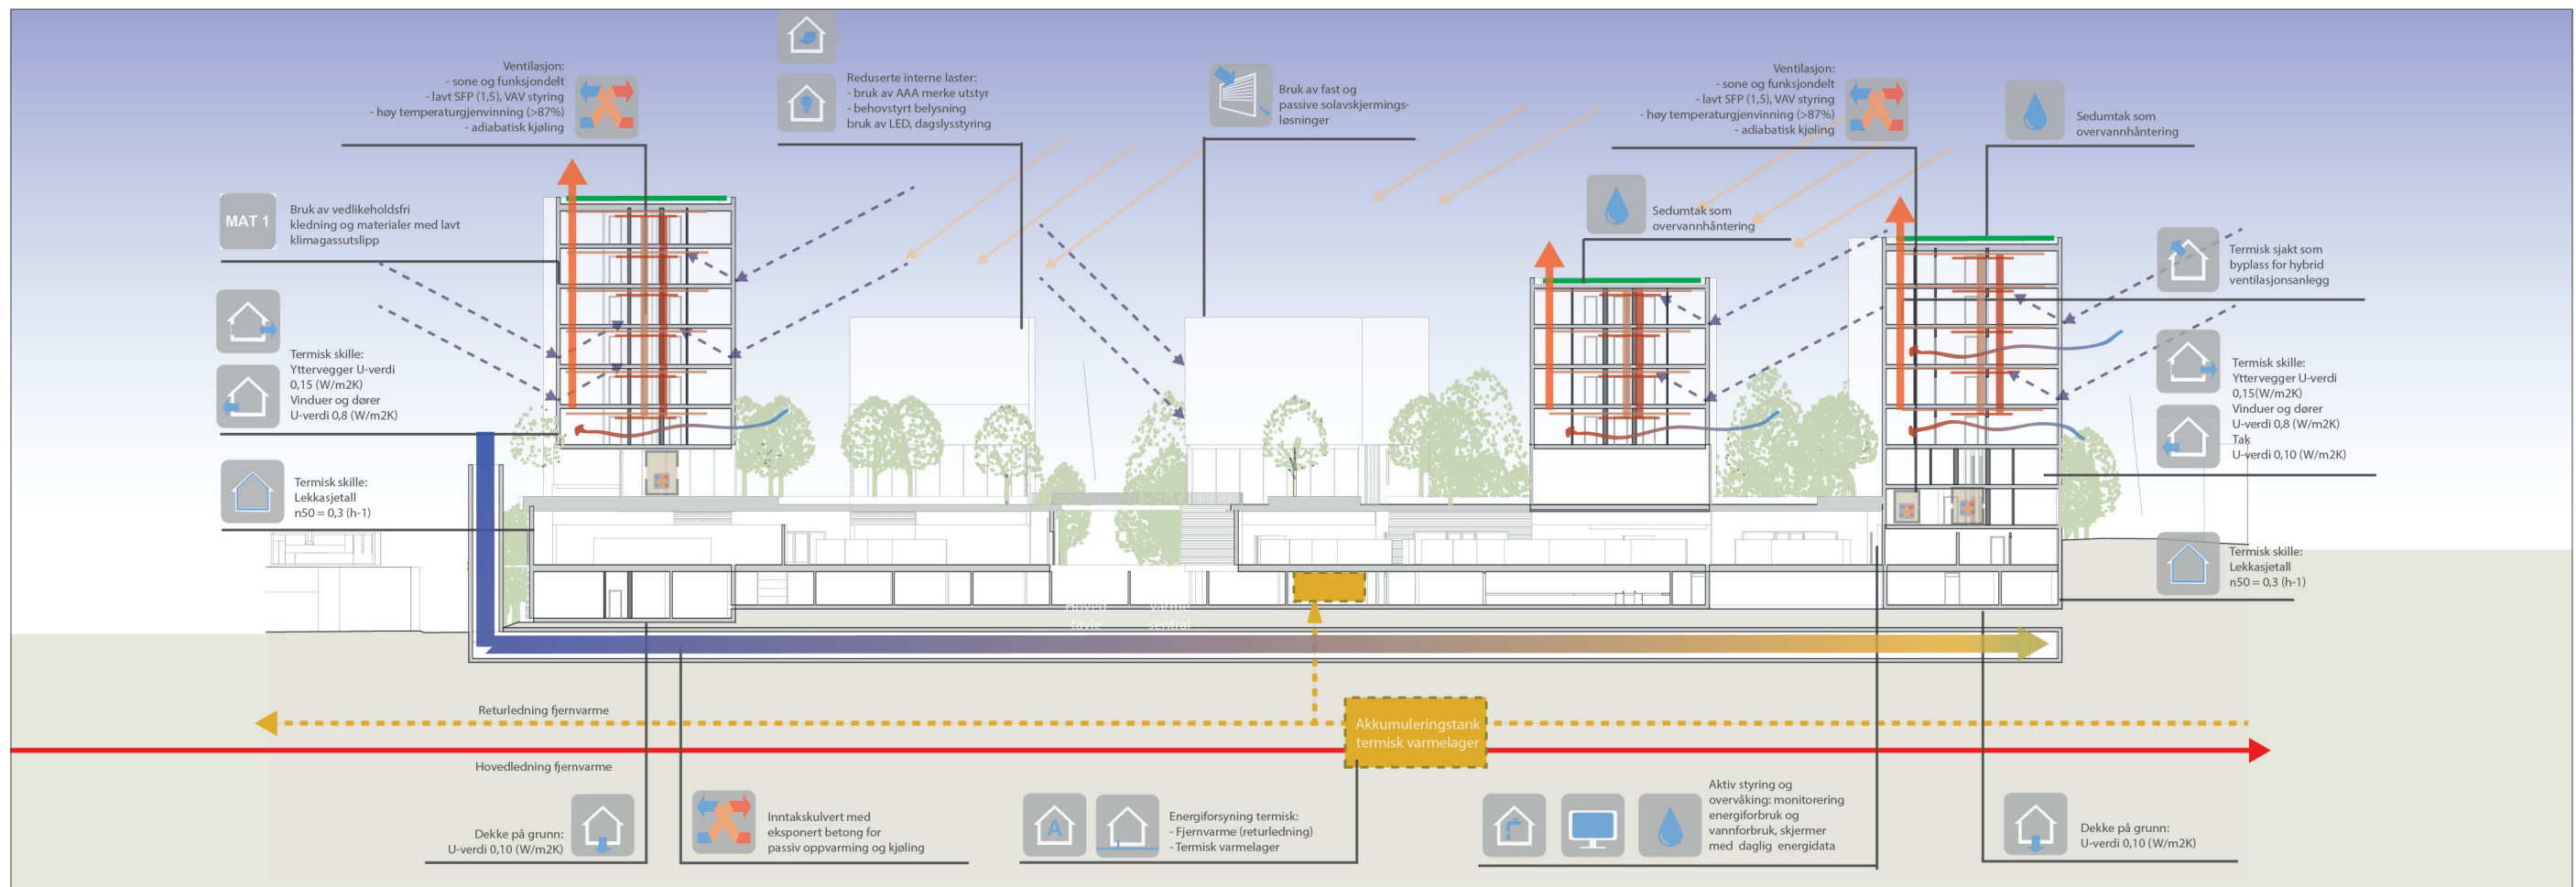 Ventilasjon:
- sone og funksjondelt
- lavt SFP (1,5), VAV styring
- høy temperaturgjenvinning (>87%)
- adiabatisk kjøling
Reduserte interne laster:
- bruk av AAA merke utstyr
- behovstyrt belysning
bruk av LED, dagslysstyring
Bruk av fast og
passive solavskjermings-
løsninger
Ventilasjon:
- sone og funksjondelt
- lavt SFP (1,5), VAV styring
- høy temperaturgjenvinning (>87%)
- adiabatisk kjøling
Sedumtak som
overvannhåntering
MAT 1
Bruk av vedlikeholdsfri
kledning og materialer med lavt
klimagassutslipp
Sedumtak som
overvannhåntering
Termisk sjakt som
byplass for hybrid
ventilasjonsanlegg
Termisk skille:
Yttervegger U-verdi
0,15 (W/m2K)
Vinduer og dører
U-verdi 0,8 (W/m2K)
Termisk skille:
Yttervegger U-verdi
0,15(W/m2K)
Vinduer og dører
U-verdi 0,8 (W/m2K)
Tak
U-verdi 0,10 (W/m2K)
Termisk skille:
Lekkasjetall
n50 = 0,3 (h-1)
Termisk skille:
Lekkasjetall
n50 = 0,3 (h-1)
Hoved
tavle
Varme
sentral
Returledning fjernvarme
Akkumuleringstank
termisk varmelager
Hovedledning fjernvarme
Dekke på grunn:
U-verdi 0,10 (W/m2K)
Inntakskulvert med
eksponert betong for
passiv oppvarming og kjøling
A
Energiforsyning termisk:
- Fjernvarme (returledning)
- Termisk varmelager
Aktiv styring og
overvåking: monitorering
energiforbruk og
vannforbruk, skjermer
med daglig energidata
Dekke på grunn:
U-verdi 0,10 (W/m2K)